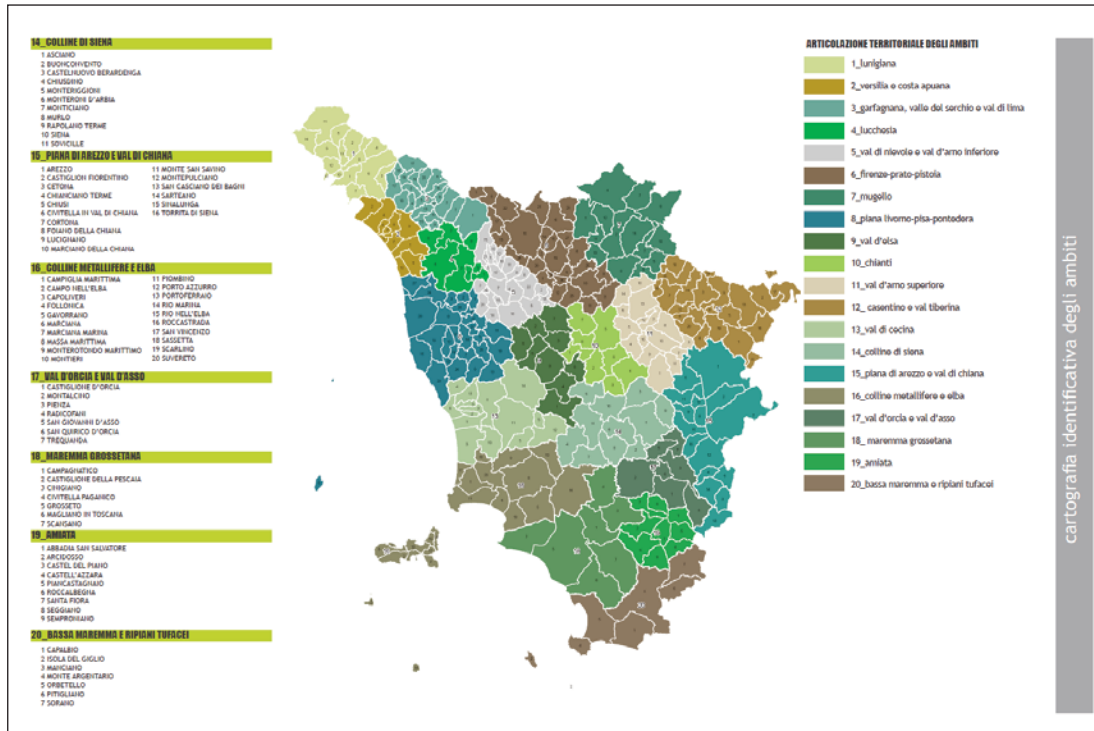 14_COLLINE DI SIENA
1 ASCIANO
2 BUONCONVENTO
3 CASTELNUOVO BERARDENGA
4 CHIUSDINO
5 MONTERIGGIONI
6 MONTERONI D'ARBIA
7 MONTICIANO
8 MURLO
9 RAPOLANO TERME
10 SIENA
11 SOVICILLE
15_PIANA DI AREZZO E VAL DI CHIANA
1 AREZZO
2 CASTIGLION FIORENTINO
3 CETONA
4 CHIANCIANO TERME
5 CHIUSI
6 CIVITELLA IN VAL DI CHIANA
7 CORTONA
8 FOIANO DELLA CHIANA
9 LUCIGNANO
10 MARCIANO DELLA CHIANA
11 MONTE SAN SAVINO
12 MONTEPULCIANO
13 SAN CASCIANO DEI BAGNI
14 SARTEANO
15 SINALUNGA
16 TORRITA DI SIENA
16_COLLINE METALLIFERE E ELBA
1 CAMPIGLIA MARITTIMA
2 CAMPO NELL'ELBA
3 CAPOLIVERI
4 FOLLONICA
5 GAVORRANO
6 MARCIANA
7 MARCIANA MARINA
8 MASSA MARITTIMA
9 MONTEROTONDO MARITTIMO
10 MONTIERI
11 PIOMBINO
12 PORTO AZZURRO
13 PORTOFERRAIO
14 RIO MARINA
15 RIO NELL'ELBA
16 ROCCASTRADA
17 SAN VINCENZO
18 SASSETTA
19 SCARLINO
20 SUVERETO
17_VAL D'ORCIA E VAL D'ASSO
1 CASTIGLIONE D'ORCIA
2 MONTALCINO
3 PIENZA
4 RADICOFANI
5 SAN GIOVANNI D'ASSO
6 SAN QUIRICO D'ORCIA
7 TREQUANDA
18_MAREMMA GROSSETANA
1 CAMPAGNATICO
2 CASTIGLIONE DELLA PESCAIA
3 CINIGIANO
4 CIVITELLA PAGANICO
5 GROSSETO
6 MAGLIANO IN TOSCANA
7 SCANSANO
19_AMIATA
1 ABBADIA SAN SALVATORE
2 ARCIDOSSO
3 CASTEL DEL PIANO
4 CASTELL'AZZARA
5 PIANCASTAGNAIO
6 ROCCALBEGNA
7 SANTA FIORA
8 SEGGIANO
9 SEMPRONIANO
20_BASSA MAREMMA E RIPIANI TUFACEI
1 CAPALBIO
2 ISOLA DEL GIGLIO
3 MANCIANO
4 MONTE ARGENTARIO
5 ORBETELLO
6 PITIGLIANO
7 SORANO
ARTICOLAZIONE TERRITORIALE DEGLI AMBITI
1_lunigiana
2_versilia e costa apuana
3_garfagnana, valle del serchio e val di lima
4_lucchesia
5_val di nievole e val d'arno inferiore
6_firenze-prato-pistoia
7_mugello
8_piana livorno-pisa-pontedera
9_val d'elsa
10_chianti
11_val d'arno superiore
12_ casentino e val tiberina
13_val di cecina
14_colline di siena
15_piana di arezzo e val di chiana
16_colline metallifere e elba
17_val d'orcia e val d'asso
18_ maremma grossetana
19_amiata
20_bassa maremma e ripiani tufacei
cartografia identificativa degli ambiti